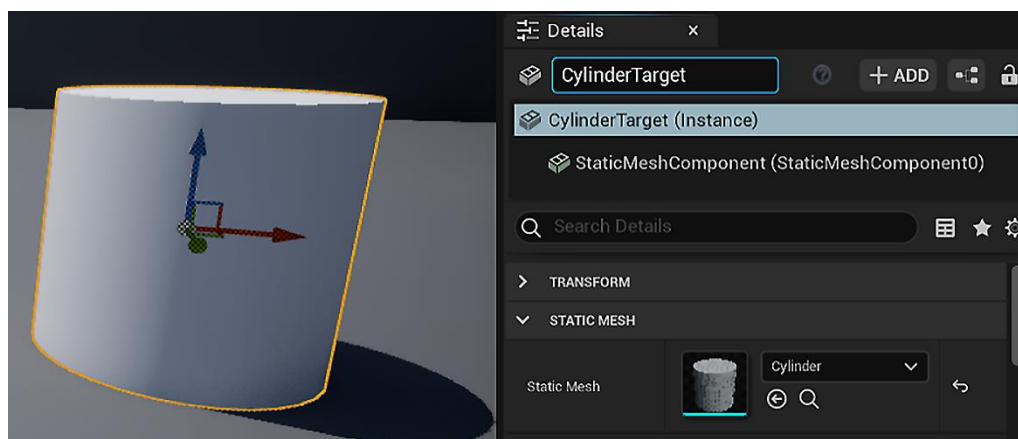 Details
CylinderTarget
+ ADD
CylinderTarget (Instance)
StaticMeshComponent (StaticMeshComponent0)
Search Details
TRANSFORM
STATIC MESH
Static Mesh
Cylinder